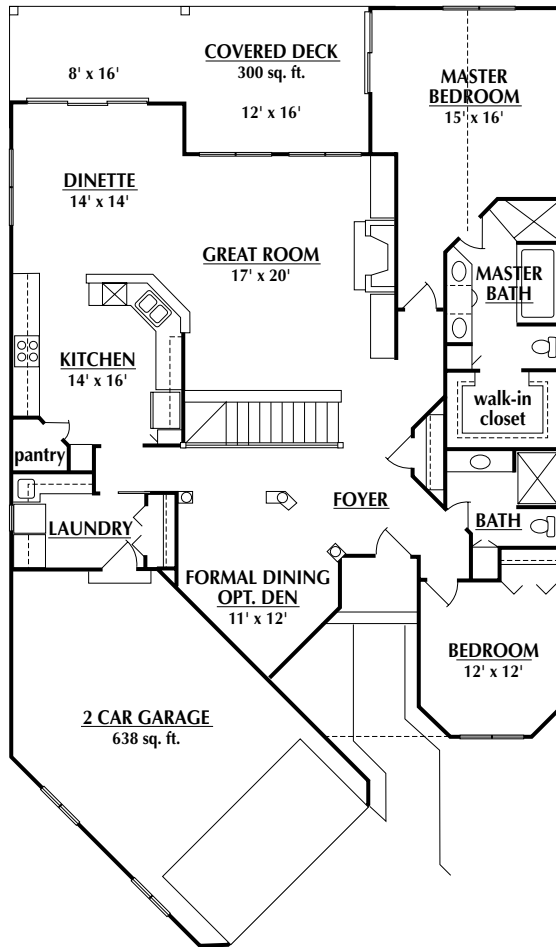 COVERED DECK
300 sq. ft.
8' x 16'
12' x 16'
MASTER
BEDROOM
15' x 16'
DINETTE
14' x 14'
GREAT ROOM
17' x 20'
MASTER
BATH
KITCHEN
14' x 16'
walk-in
closet
pantry
LAUNDRY
FOYER
BATH
FORMAL DINING
OPT. DEN
11' x 12'
BEDROOM
12' x 12'
2 CAR GARAGE
638 sq. ft.